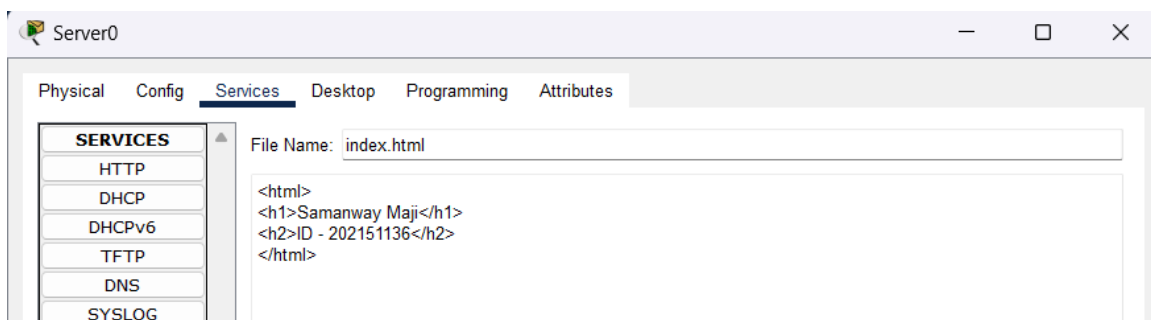 Server0
Physical Config Services Desktop Programming Attributes
SERVICES
HTTP
DHCP
DHCPv6
TFTP
DNS
SYSLOG
File Name: index.html
<html>
<h1>Samanway Maji</h1>
<h2>ID - 202151136</h2>
</html>